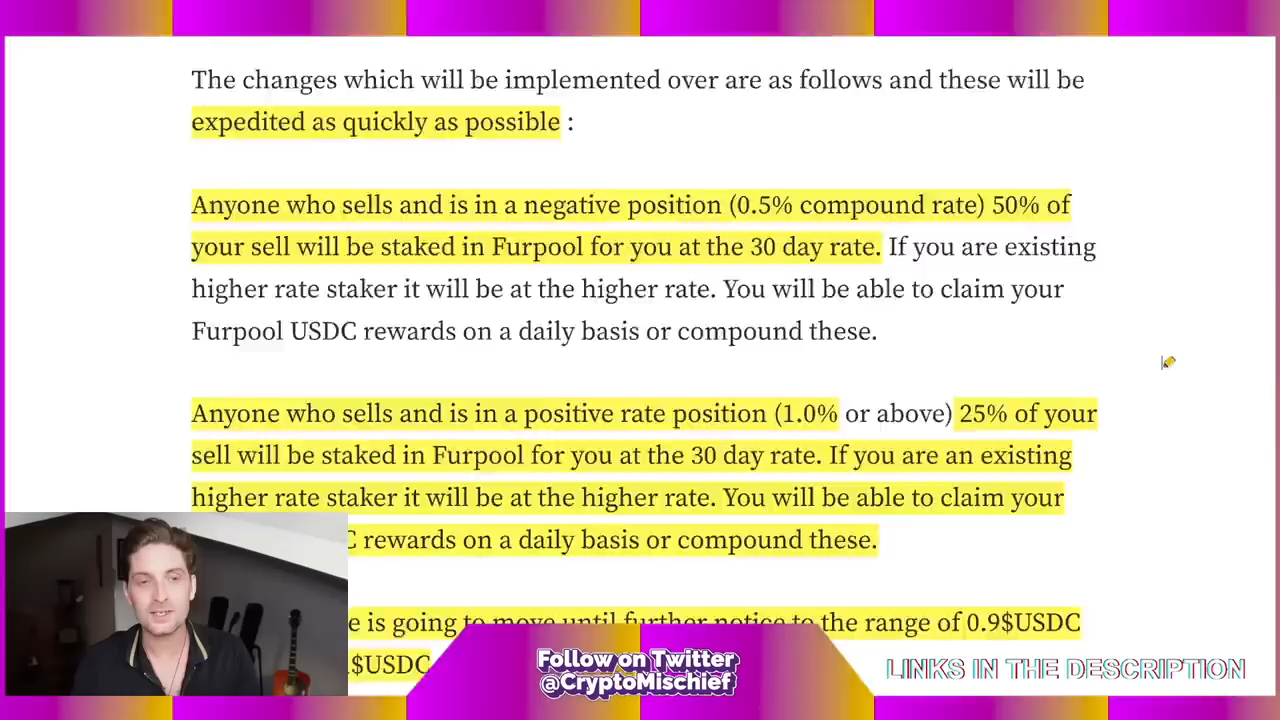 The changes which will be implemented over are as follows and these will be
expedited as quickly as possible :
Anyone who sells and is in a negative position (0.5% compound rate) 50% of
your sell will be staked in Furpool for you at the 30 day rate. If you are existing
higher rate staker it will be at the higher rate. You will be able to claim your
Furpool USDC rewards on a daily basis or compound these.
Anyone who sells and is in a positive rate position (1.0% or above) 25% of your
sell will be staked in Furpool for you at the 30 day rate. If you are an existing
higher rate staker it will be at the higher rate. You will be able to claim your
rewards on a daily basis or compound these.
is going to move until further notice to the range of 0.9$USDC
$USDC
Follow on Twitter
@CryptoMischief
LINKS IN THE DESCRIPTION